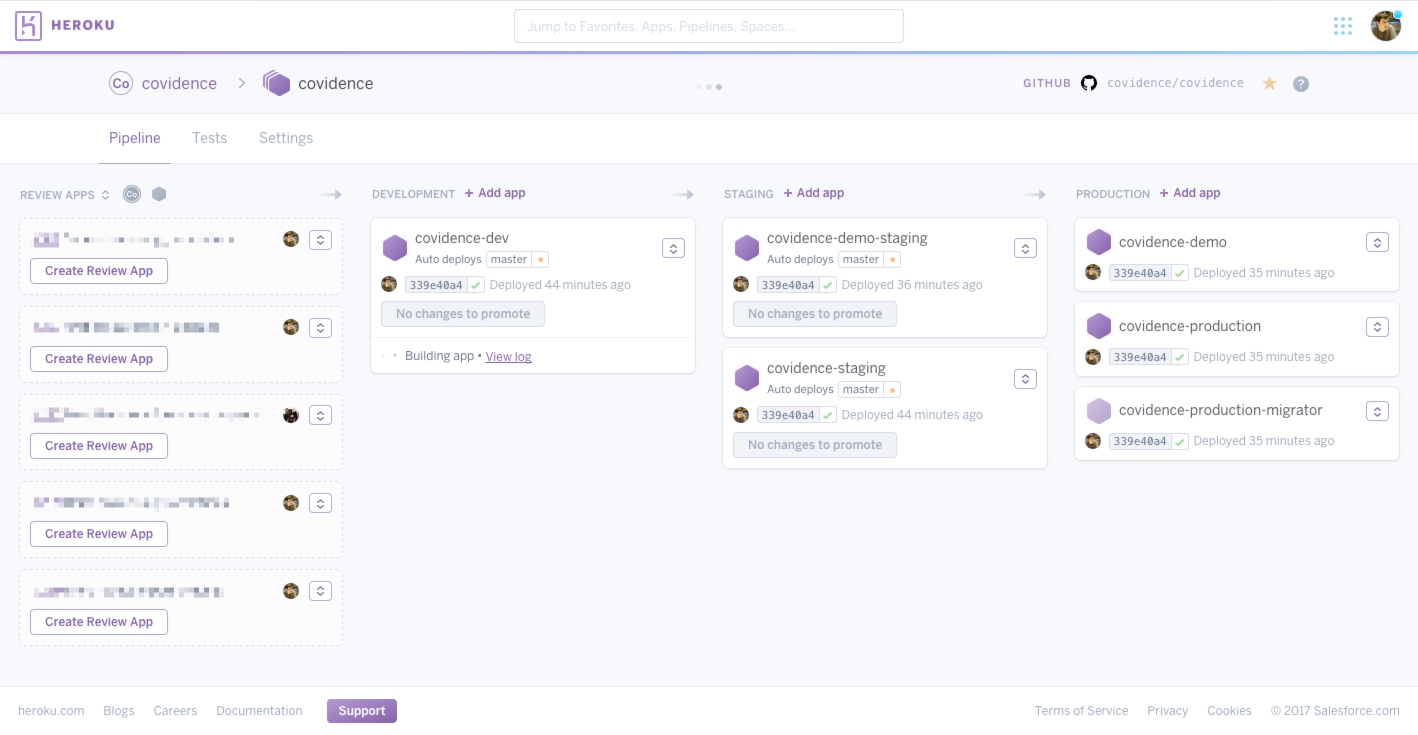 HEROKU
Jump to Favorites, Apps, Pipelines, Spaces...
Co covidence > covidence
GITHUB covidence/covidence ?
Pipeline Tests Settings
REVIEW APPS Co
Create Review App
Create Review App
Create Review App
Create Review App
Create Review App
DEVELOPMENT + Add app
covidence-dev
Auto deploys master
339e40a4 ✓ Deployed 44 minutes ago
No changes to promote
Building app • View log
STAGING + Add app
covidence-demo-staging
Auto deploys master
339e40a4 ✓ Deployed 36 minutes ago
No changes to promote
covidence-staging
Auto deploys master
339e40a4 ✓ Deployed 44 minutes ago
No changes to promote
PRODUCTION + Add app
covidence-demo
339e40a4 ✓ Deployed 35 minutes ago
covidence-production
339e40a4 ✓ Deployed 35 minutes ago
covidence-production-migrator
339e40a4 ✓ Deployed 35 minutes ago
heroku.com Blogs Careers Documentation Support
Terms of Service Privacy Cookies © 2017 Salesforce.com